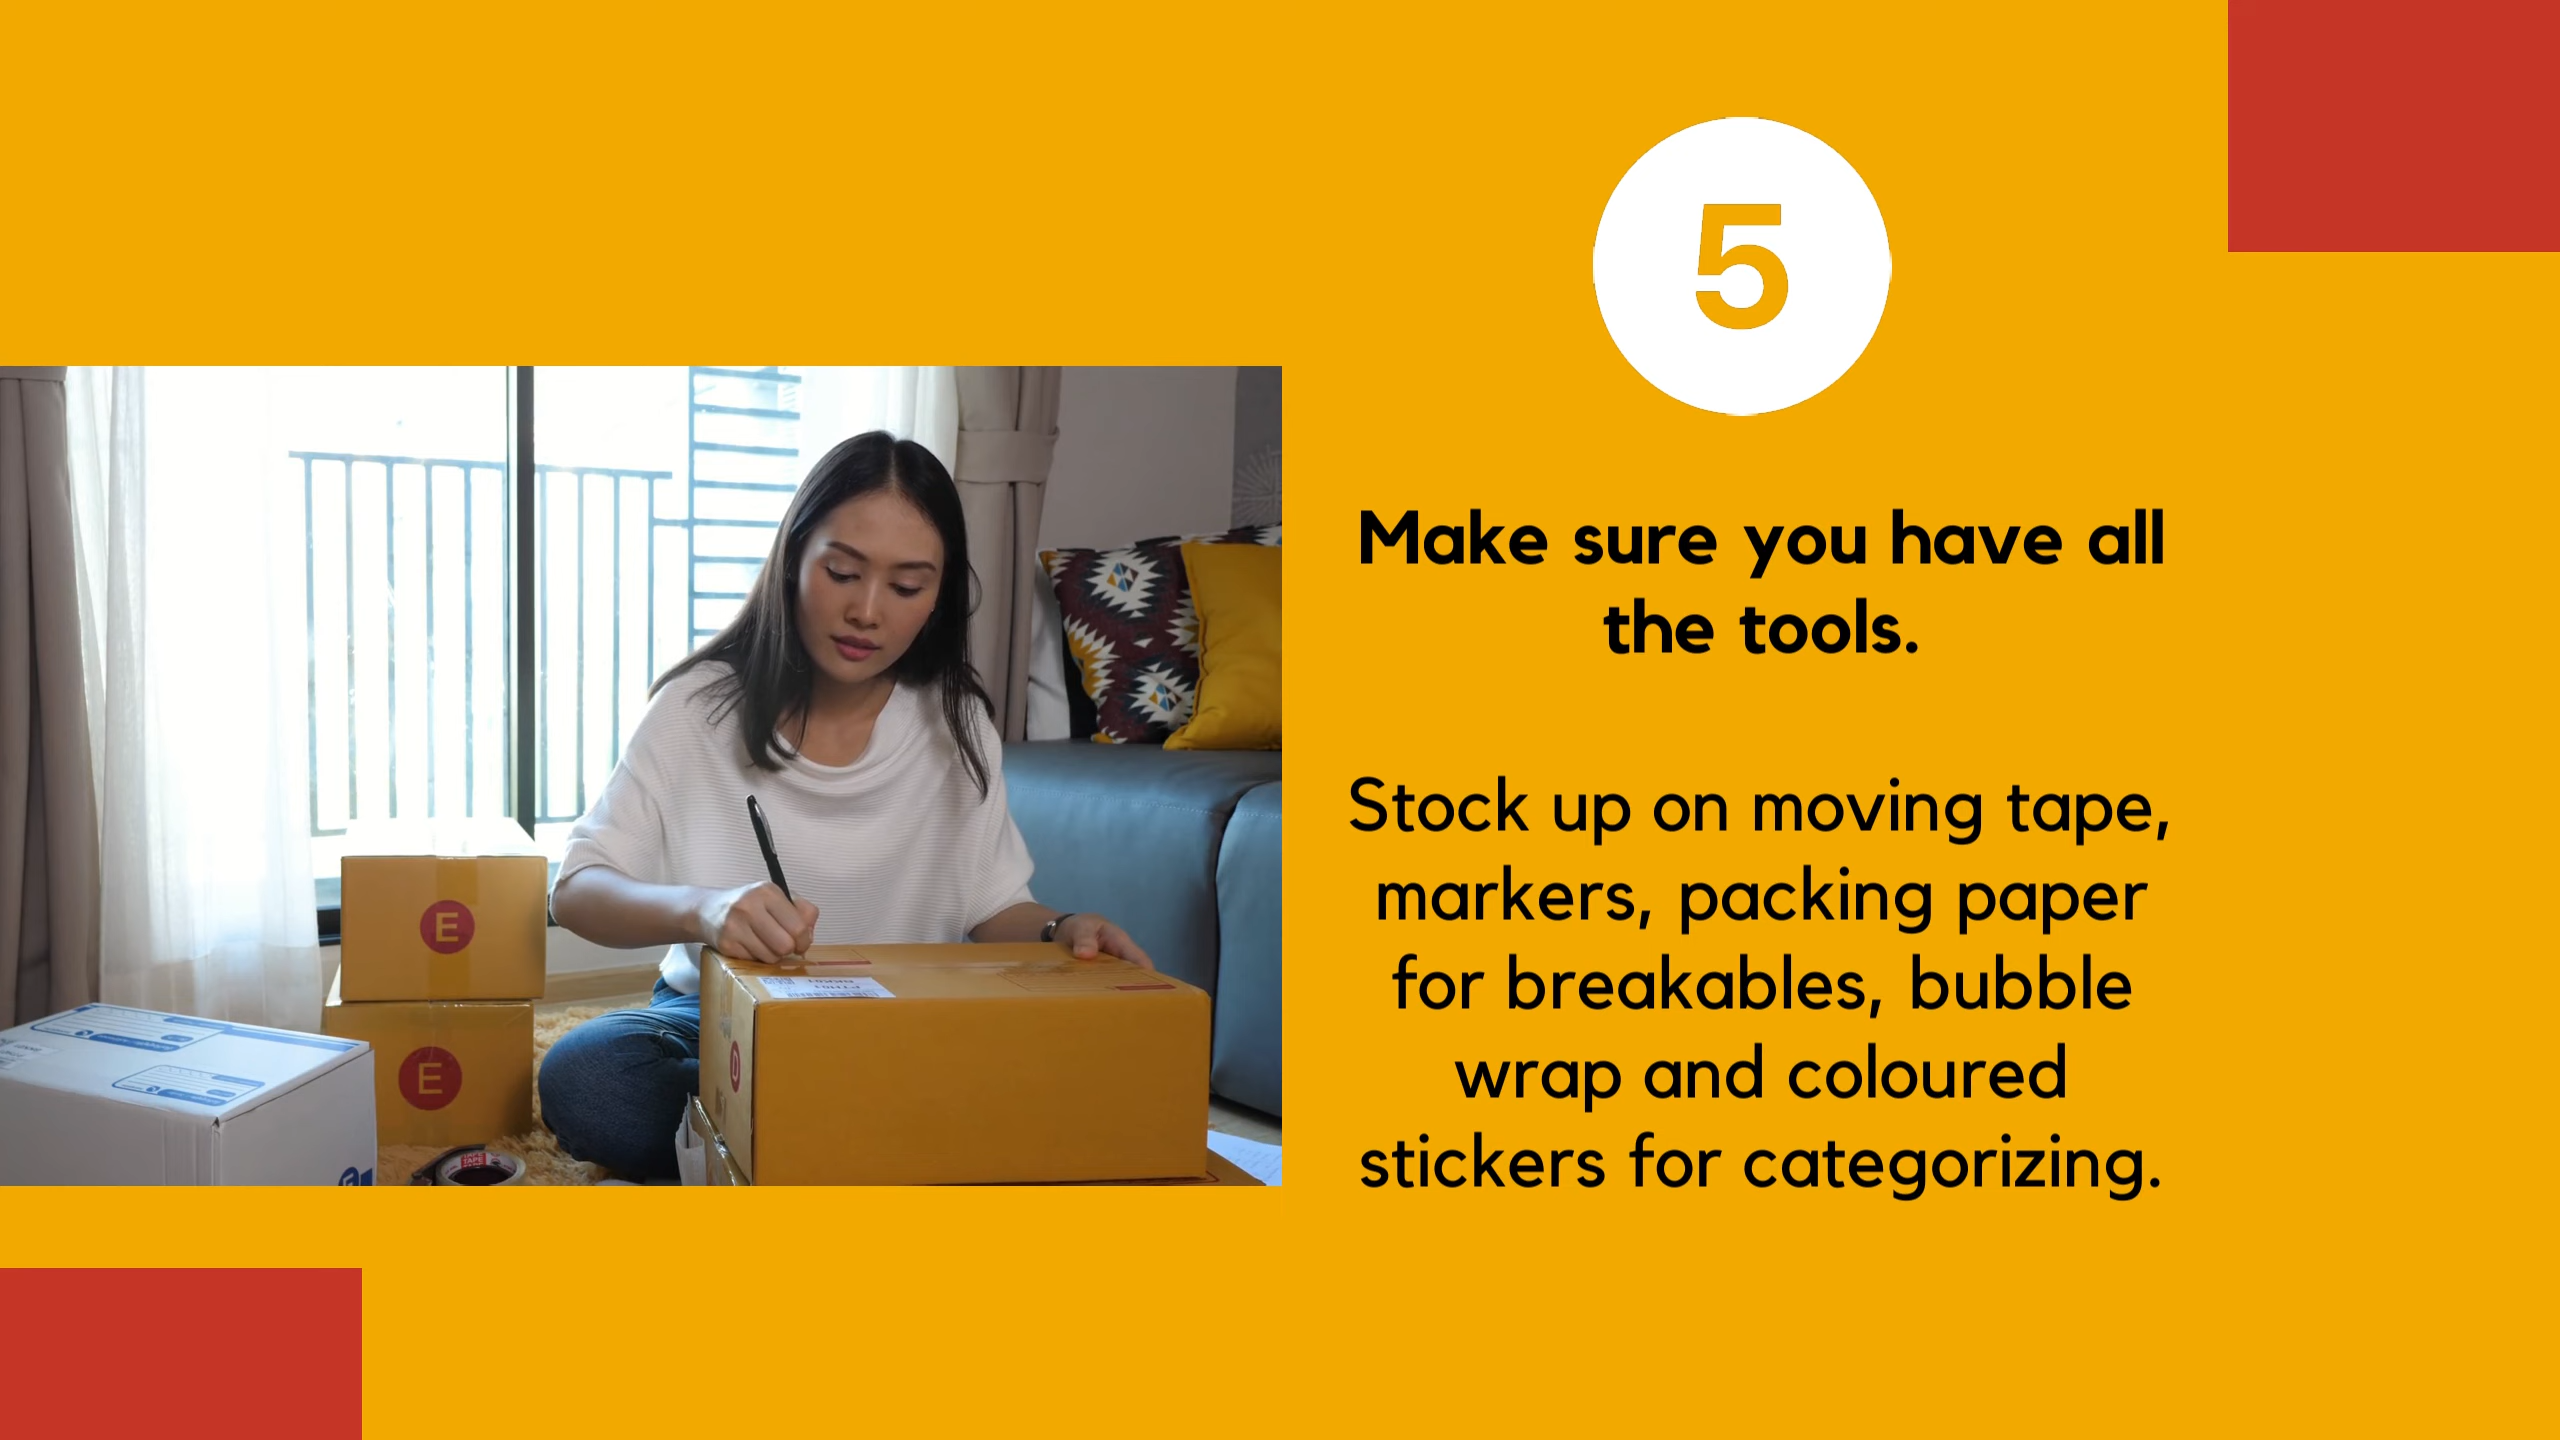 5
Make sure you have all
the tools.
Stock up on moving tape,
markers, packing paper
for breakables, bubble
wrap and coloured
stickers for categorizing.
E
E
D
TAPE